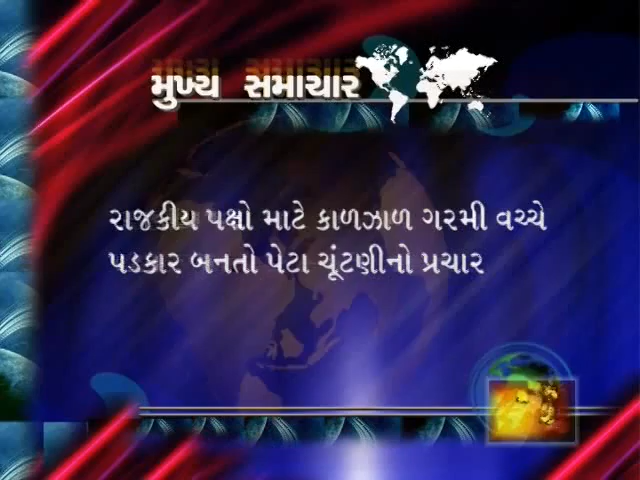 મુખ્ય સમાચાર
રાજકીય પક્ષો માટે કાળઝાળ ગરમી વચ્ચે
પડકાર બનતો પેટા ચૂંટણીનો પ્રચાર